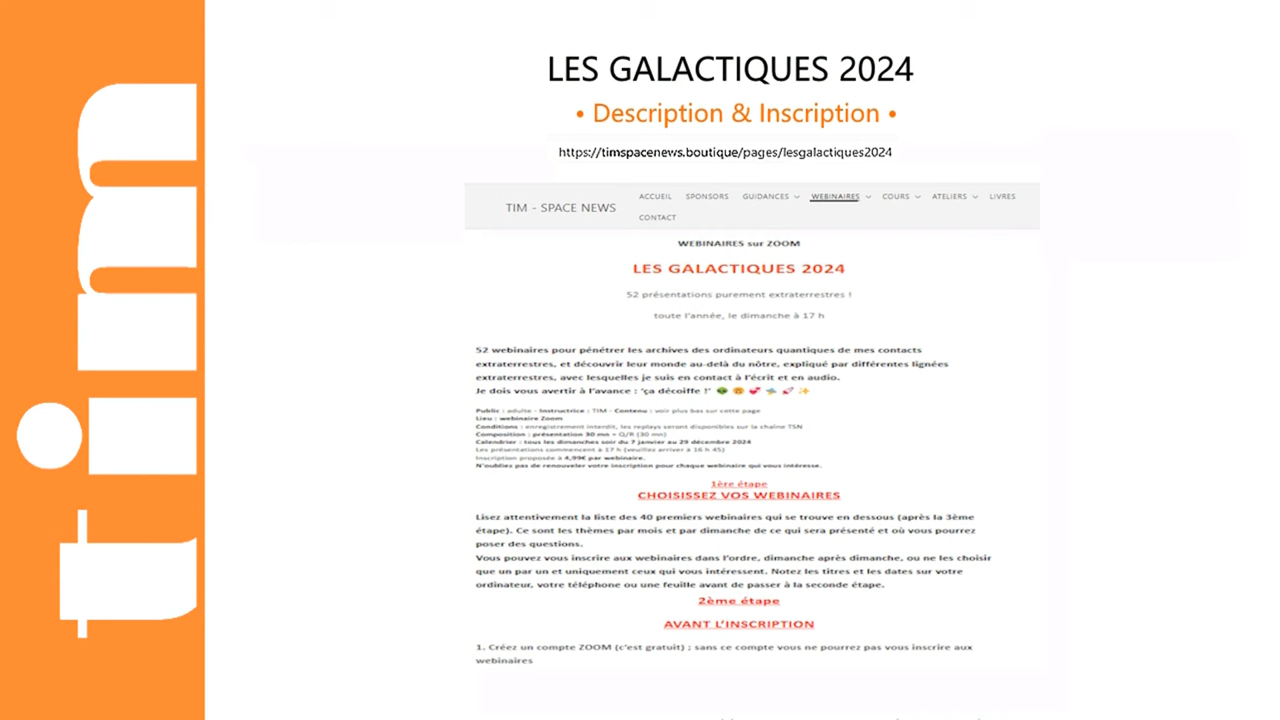 tim
LES GALACTIQUES 2024
• Description & Inscription •
https://timspacenews.boutique/pages/lesgalactiques2024
TIM - SPACE NEWS
ACCUEIL SPONSORS GUIDANCES WEBINAIRES COURS ATELIERS LIVRES
CONTACT
WEBINAIRES sur ZOOM
LES GALACTIQUES 2024
52 présentations purement extraterrestres !
toute l'année, le dimanche à 17 h
52 webinaires pour pénétrer les archives des ordinateurs quantiques de mes contacts
extraterrestres, et découvrir leur monde au-delà du nôtre, expliqué par différentes lignées
extraterrestres, avec lesquelles je suis en contact à l'écrit et en audio.
Je dois vous avertir à l'avance : 'ça décoiffe !' 👽 🤗 💕 🛸 🚀 ✨
Public : adulte - Instructrice : TIM - Contenu : voir plus bas sur cette page
Lieu : webinaire Zoom
Conditions : enregistrement interdit, les replays seront disponibles sur la chaîne TSN
Composition : présentation 30 mn + Q/R (30 mn)
Calendrier : tous les dimanches soir du 7 janvier au 29 décembre 2024
Les présentations commencent à 17 h (veuillez arriver à 16 h 45)
Inscription proposée à 4,99€ par webinaire.
N'oubliez pas de renouveler votre inscription pour chaque webinaire qui vous intéresse.
1ère étape
CHOISISSEZ VOS WEBINAIRES
Lisez attentivement la liste des 40 premiers webinaires qui se trouve en dessous (après la 3ème
étape). Ce sont les thèmes par mois et par dimanche de ce qui sera présenté et où vous pourrez
poser des questions.
Vous pouvez vous inscrire aux webinaires dans l'ordre, dimanche après dimanche, ou ne les choisir
que un par un et uniquement ceux qui vous intéressent. Notez les titres et les dates sur votre
ordinateur, votre téléphone ou une feuille avant de passer à la seconde étape.
2ème étape
AVANT L'INSCRIPTION
1. Créez un compte ZOOM (c'est gratuit) ; sans ce compte vous ne pourrez pas vous inscrire aux
webinaires